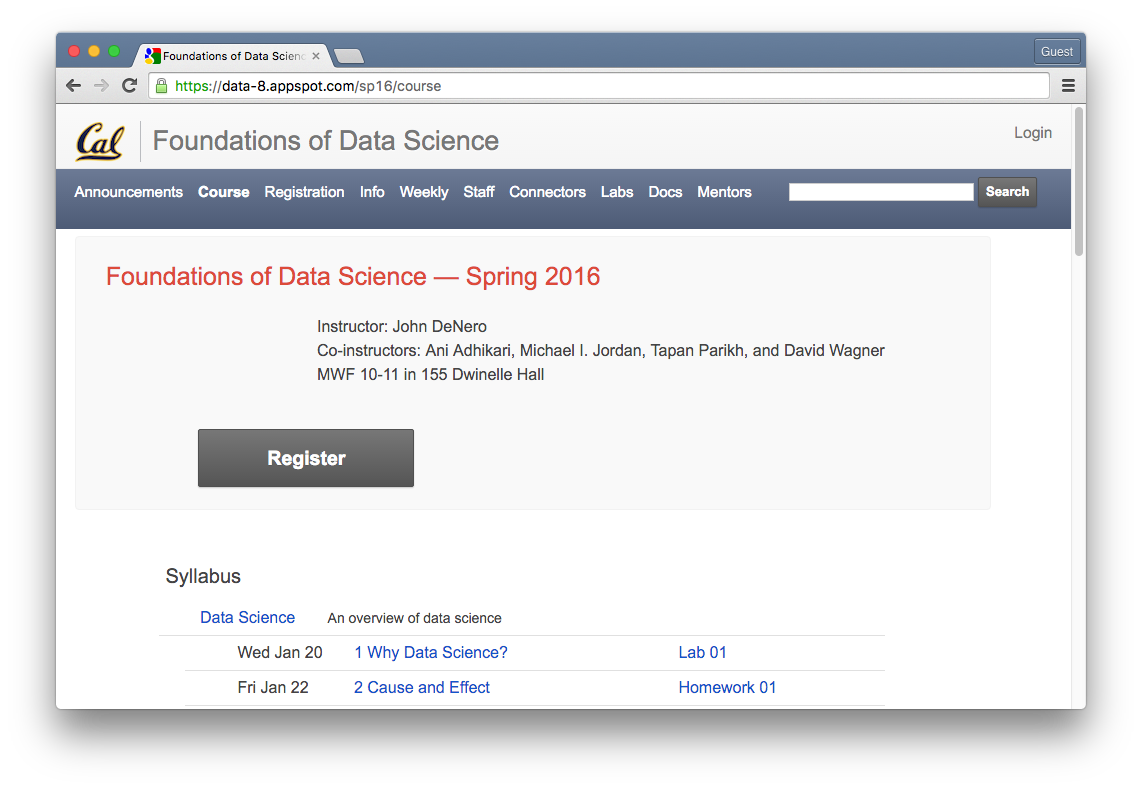 Foundations of Data Scienc
Guest
https://data-8.appspot.com/sp16/course
Cal
Foundations of Data Science
Login
Announcements Course Registration Info Weekly Staff Connectors Labs Docs Mentors Search
Foundations of Data Science — Spring 2016
Instructor: John DeNero
Co-instructors: Ani Adhikari, Michael I. Jordan, Tapan Parikh, and David Wagner
MWF 10-11 in 155 Dwinelle Hall
Register
Syllabus
Data Science An overview of data science
Wed Jan 20 1 Why Data Science? Lab 01
Fri Jan 22 2 Cause and Effect Homework 01